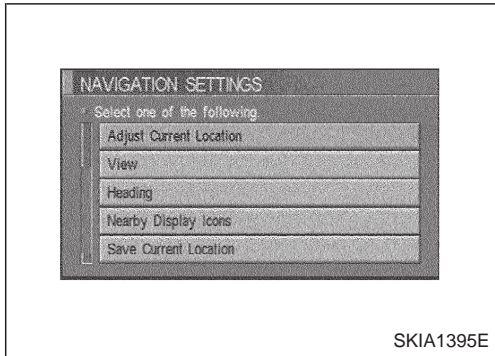 NAVIGATION SETTINGS
Select one of the following
Adjust Current Location
View
Heading
Nearby Display Icons
Save Current Location
SKIA1395E